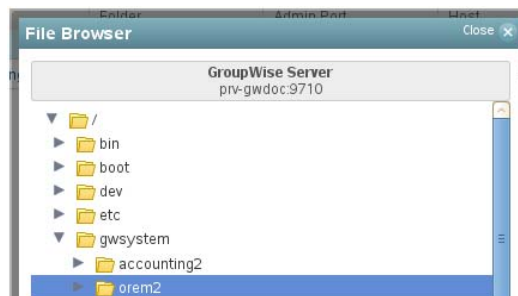 Folder Admin Port Host
File Browser Close
GroupWise Server
prv-gwdoc:9710
/
bin
boot
dev
etc
gwsystem
accounting2
orem2